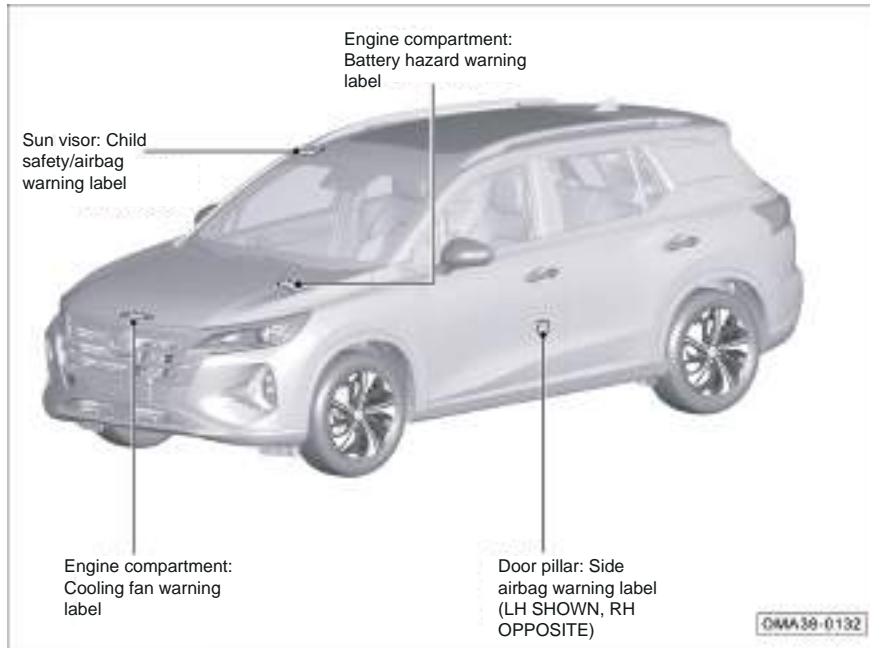 Engine compartment:
Battery hazard warning
label
Sun visor: Child
safety/airbag
warning label
Engine compartment:
Cooling fan warning
label
Door pillar: Side
airbag warning label
(LH SHOWN, RH
OPPOSITE)
OMA38-0132